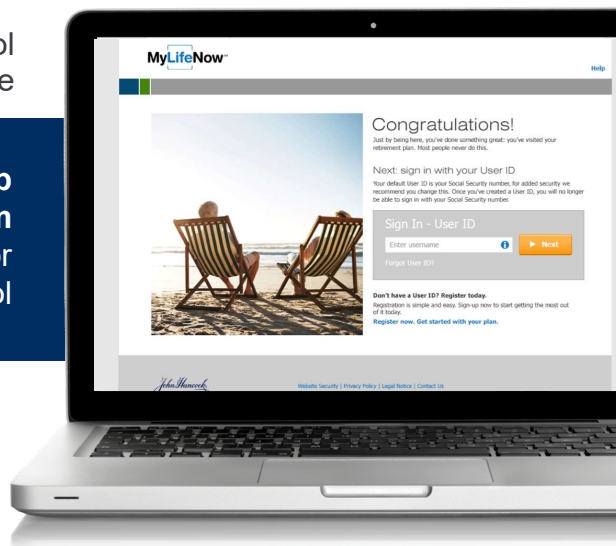 ol
e
p
n
or
ol
MyLifeNow℠
Help
Congratulations!
Just by being here, you've done something great: you've visited your
retirement plan. Most people never do this.
Next: sign in with your User ID
Your default User ID is your Social Security number, for added security we
recommend you change this. Once you've created a User ID, you will no longer
be able to sign in with your Social Security number.
Sign In - User ID
Enter username
Next
Forgot User ID?
Don't have a User ID? Register today.
Registration is simple and easy. Sign-up now to start getting the most out
of it today.
Register now. Get started with your plan.
John Hancock
Website Security | Privacy Policy | Legal Notice | Contact Us